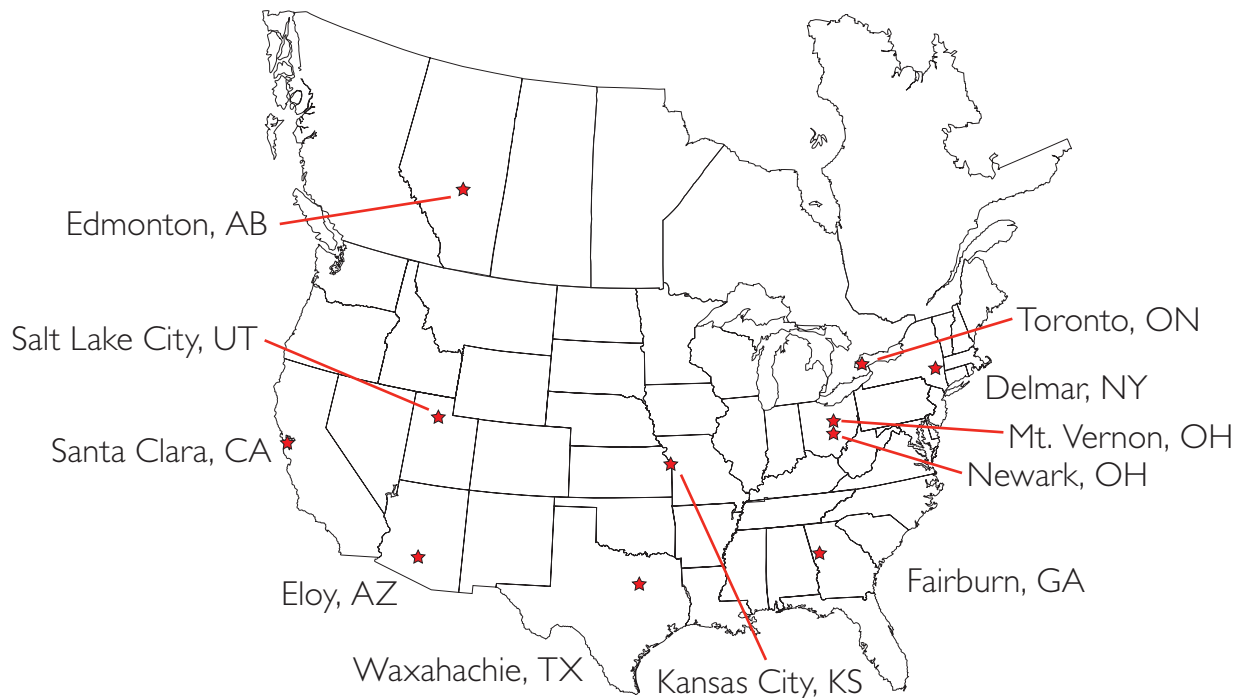 Edmonton, AB
Toronto, ON
Salt Lake City, UT
Delmar, NY
Mt. Vernon, OH
Santa Clara, CA
Newark, OH
Fairburn, GA
Eloy, AZ
Waxahachie, TX
Kansas City, KS